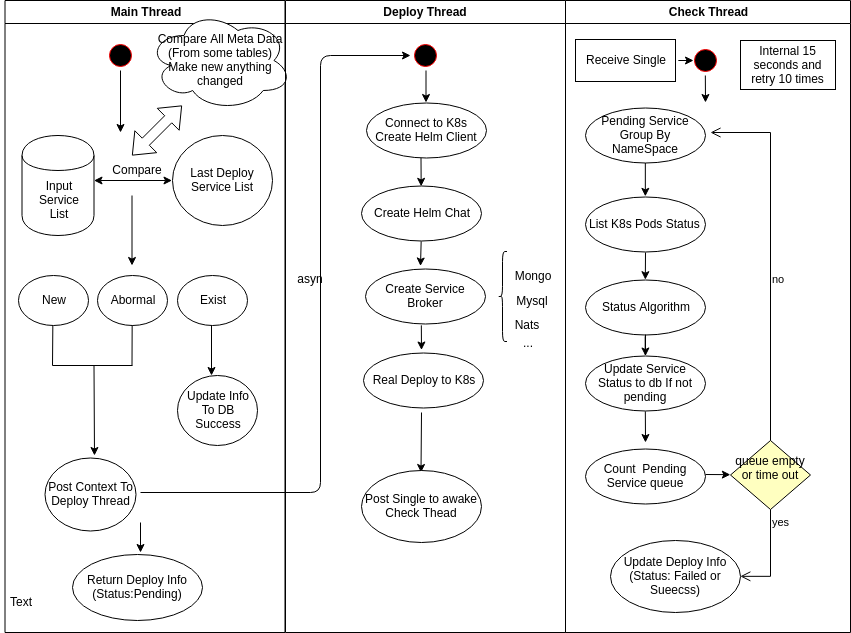 Main Thread
Deploy Thread
Check Thread
Compare All Meta Data
(From some tables)
Make new anything
changed
Compare
Input
Service
List
Last Deploy
Service List
New
Abormal
Exist
Update Info
To DB
Success
Post Context To
Deploy Thread
Return Deploy Info
(Status:Pending)
Text
asyn
Connect to K8s
Create Helm Client
Create Helm Chat
Create Service
Broker
Mongo
Mysql
Nats
...
Real Deploy to K8s
Post Single to awake
Check Thead
Receive Single
Internal 15
seconds and
retry 10 times
Pending Service
Group By
NameSpace
List K8s Pods Status
Status Algorithm
Update Service
Status to db If not
pending
Count  Pending
Service queue
queue empty
or time out
no
yes
Update Deploy Info
(Status: Failed or
Sueecss)